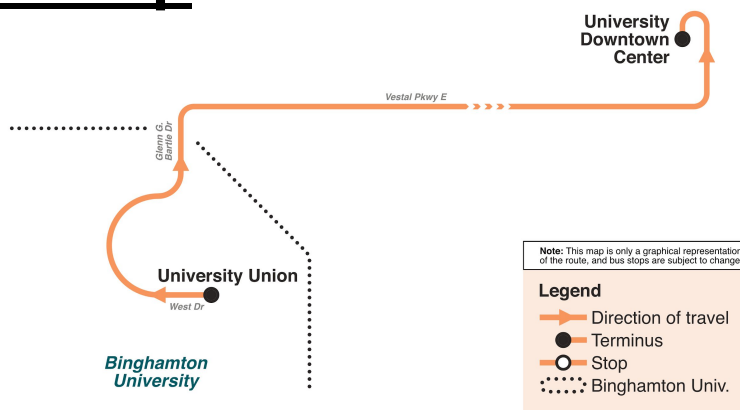 University
Downtown
Center
Vestal Pkwy E
Glenn G.
Bartle Dr
University Union
West Dr
Binghamton
University
Note: This map is only a graphical representation
of the route, and bus stops are subject to change
Legend
Direction of travel
Terminus
Stop
Binghamton Univ.